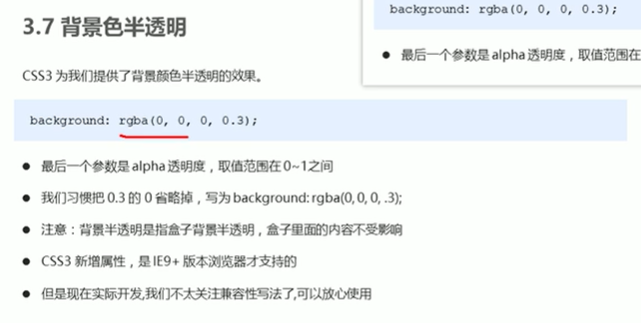 3.7 背景色半透明
CSS3 为我们提供了背景颜色半透明的效果。
background: rgba(0, 0, 0, 0.3);
最后一个参数是 alpha 透明度，取值范围在 0~1之间
我们习惯把 0.3 的 0 省略掉，写为 background: rgba(0, 0, 0, .3);
注意：背景半透明是指盒子背景半透明，盒子里面的内容不受影响
CSS3 新增属性，是 IE9+ 版本浏览器才支持的
但是现在实际开发,我们不太关注兼容性写法了,可以放心使用
background: rgba(0, 0, 0, 0.3);
最后一个参数是 alpha 透明度，取值范围在